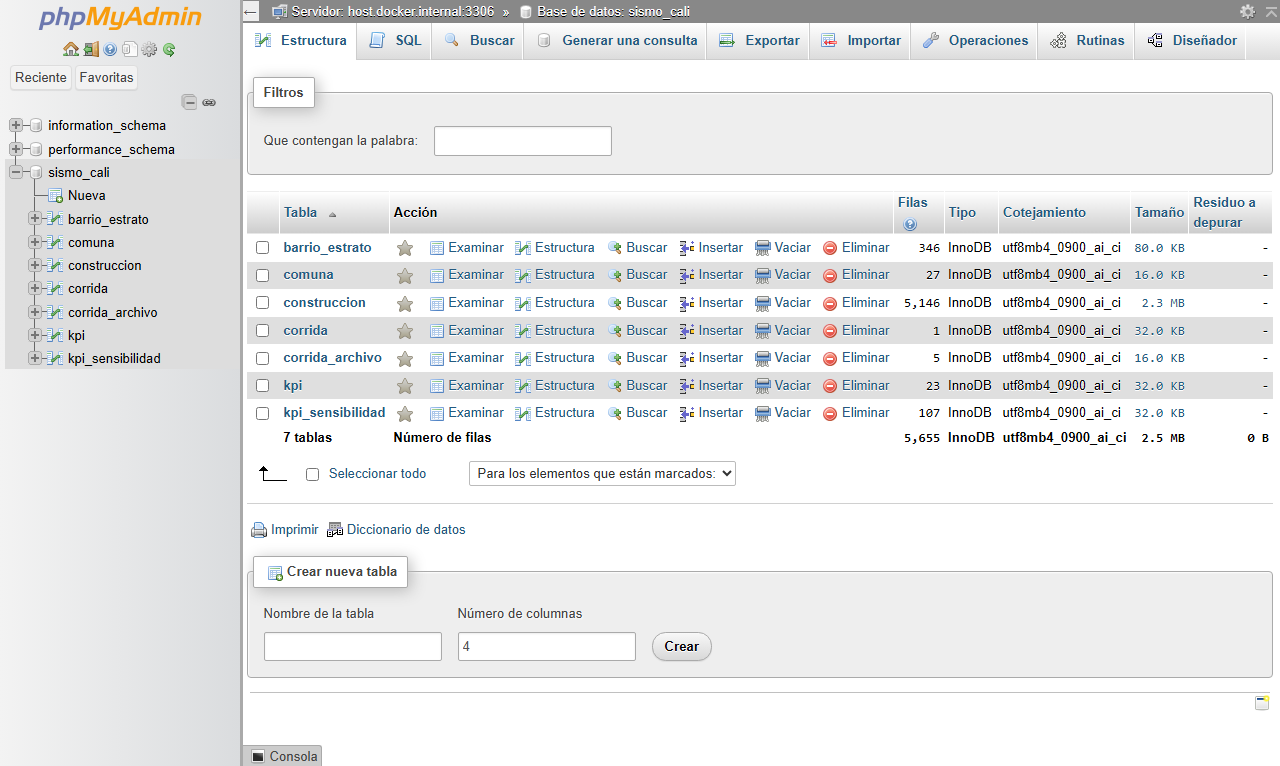 phpMyAdmin
Reciente Favoritas
information_schema
performance_schema
sismo_cali
Nueva
barrio_estrato
comuna
construccion
corrida
corrida_archivo
kpi
kpi_sensibilidad
Servidor: host.docker.internal:3306 » Base de datos: sismo_cali
Estructura SQL Buscar Generar una consulta Exportar Importar Operaciones Rutinas Diseñador
Filtros
Que contengan la palabra:
Tabla Acción Filas Tipo Cotejamiento Tamaño Residuo a depurar
barrio_estrato Examinar Estructura Buscar Insertar Vaciar Eliminar 346 InnoDB utf8mb4_0900_ai_ci 80.0 KB -
comuna Examinar Estructura Buscar Insertar Vaciar Eliminar 27 InnoDB utf8mb4_0900_ai_ci 16.0 KB -
construccion Examinar Estructura Buscar Insertar Vaciar Eliminar 5,146 InnoDB utf8mb4_0900_ai_ci 2.3 MB -
corrida Examinar Estructura Buscar Insertar Vaciar Eliminar 1 InnoDB utf8mb4_0900_ai_ci 32.0 KB -
corrida_archivo Examinar Estructura Buscar Insertar Vaciar Eliminar 5 InnoDB utf8mb4_0900_ai_ci 16.0 KB -
kpi Examinar Estructura Buscar Insertar Vaciar Eliminar 23 InnoDB utf8mb4_0900_ai_ci 32.0 KB -
kpi_sensibilidad Examinar Estructura Buscar Insertar Vaciar Eliminar 107 InnoDB utf8mb4_0900_ai_ci 32.0 KB -
7 tablas Número de filas 5,655 InnoDB utf8mb4_0900_ai_ci 2.5 MB 0 B
Seleccionar todo Para los elementos que están marcados:
Imprimir Diccionario de datos
Crear nueva tabla
Nombre de la tabla Número de columnas
4 Crear
Consola